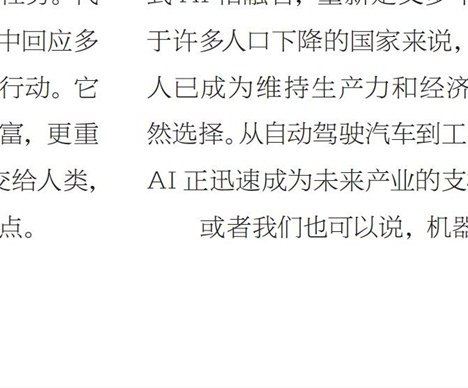 中回应多
行动。它
富，更重
交给人类，
点。
于许多人口下降的国家来说，
人已成为维持生产力和经济
然选择。从自动驾驶汽车到工
AI 正迅速成为未来产业的支
或者我们也可以说，机器